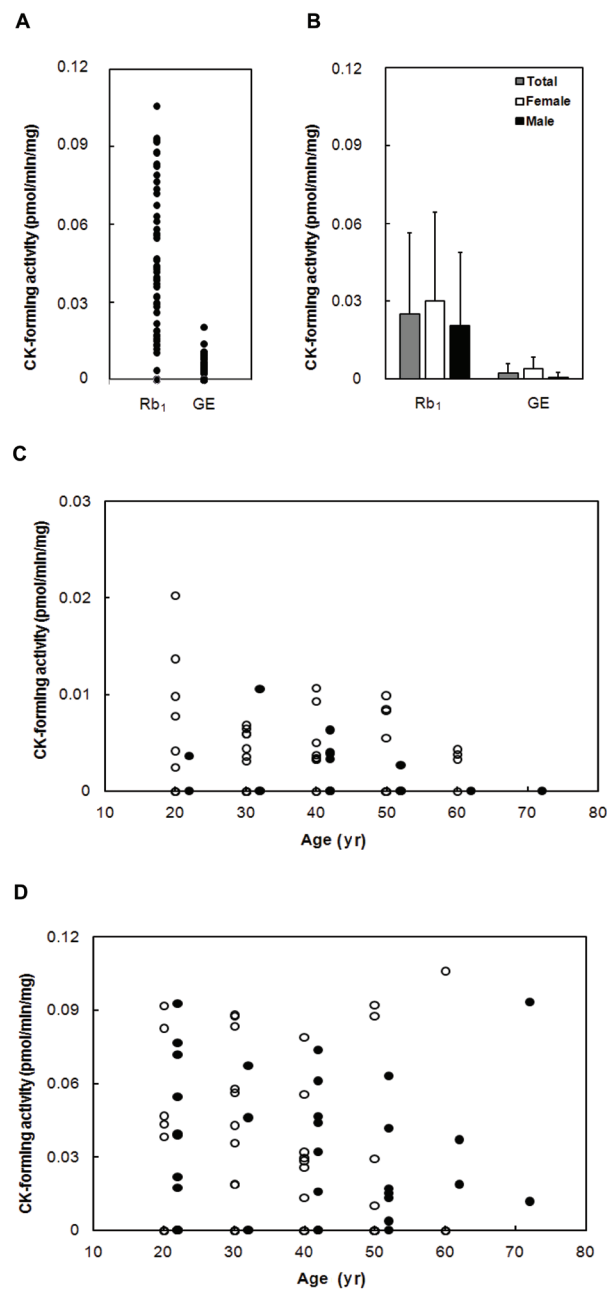 A
CK-forming activity (pmol/mln/mg)
0.12
0.09
0.06
0.03
0
Rb1 GE
B
CK-forming activity (pmol/mln/mg)
0.12
0.09
0.06
0.03
0
Total
Female
Male
Rb1 GE
C
CK-forming activity (pmol/mln/mg)
0.03
0.02
0.01
0
10 20 30 40 50 60 70 80
Age (yr)
D
CK-forming activity (pmol/mln/mg)
0.12
0.09
0.06
0.03
0
10 20 30 40 50 60 70 80
Age (yr)